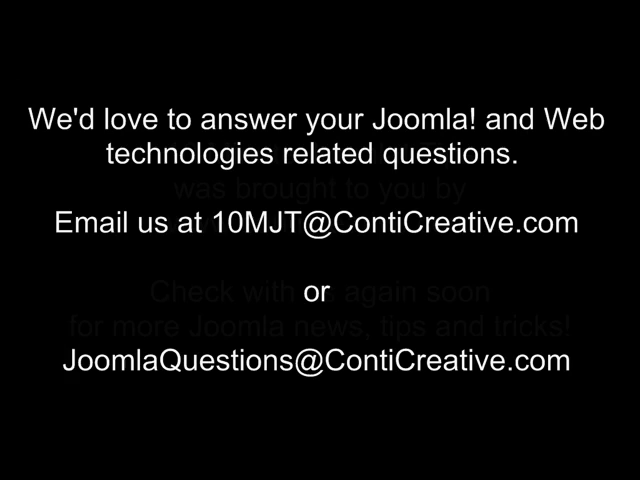 We'd love to answer your Joomla! and Web
technologies related questions.
was brought to you by
Email us at 10MJT@ContiCreative.com
or
Check with again soon
for more Joomla news, tips and tricks!
JoomlaQuestions@ContiCreative.com